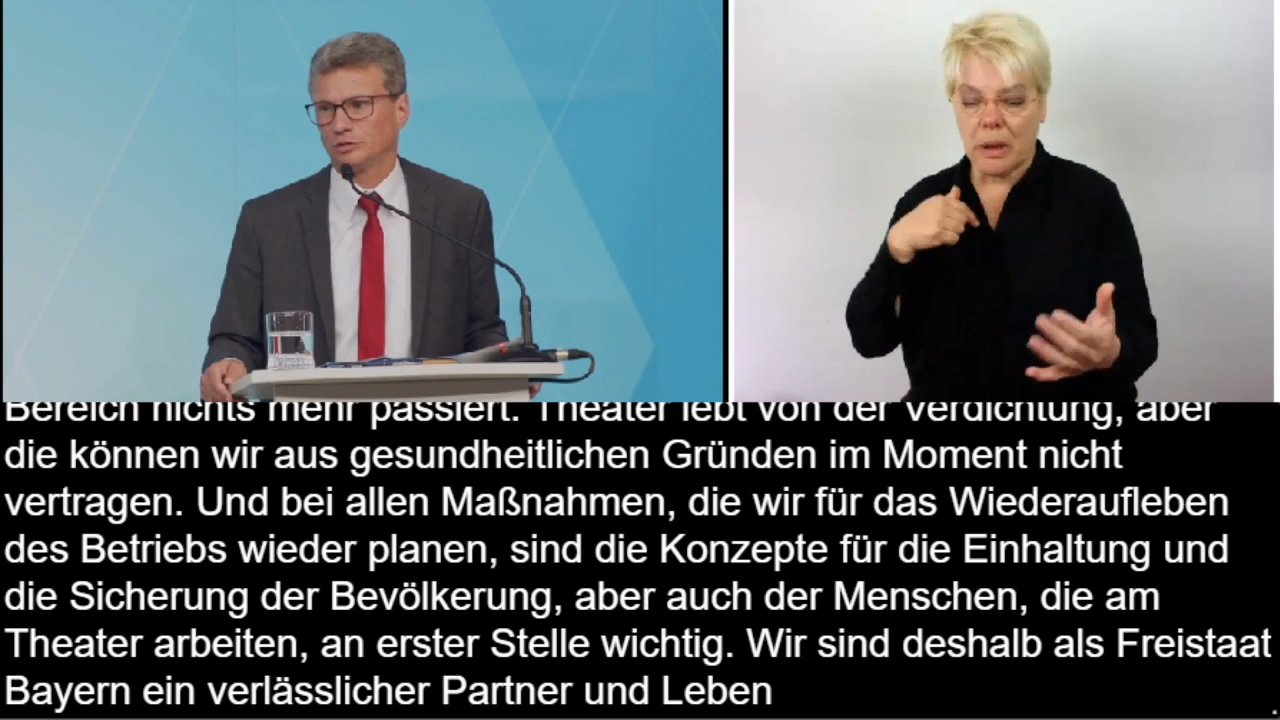 Bereich nichts mehr passiert. Theater lebt von der Verdichtung, aber
die können wir aus gesundheitlichen Gründen im Moment nicht
vertragen. Und bei allen Maßnahmen, die wir für das Wiederaufleben
des Betriebs wieder planen, sind die Konzepte für die Einhaltung und
die Sicherung der Bevölkerung, aber auch der Menschen, die am
Theater arbeiten, an erster Stelle wichtig. Wir sind deshalb als Freistaat
Bayern ein verlässlicher Partner und Leben